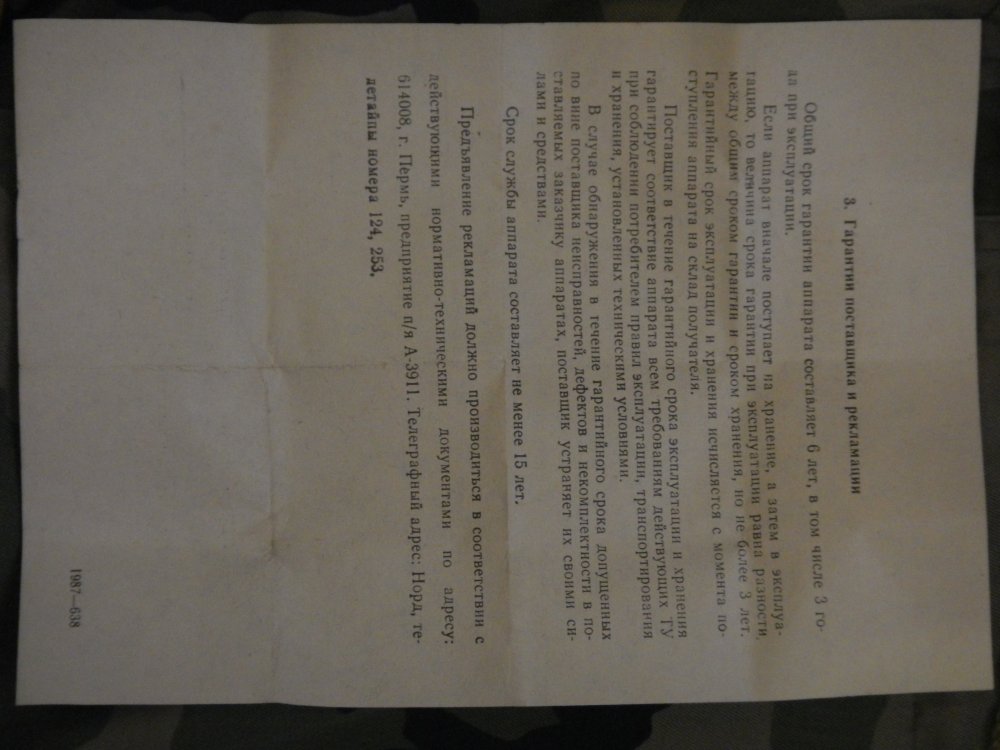 3. Гарантии поставщика и рекламации
Общий срок гарантии аппарата составляет 6 лет, в том числе 3 го-
да при эксплуатации.
Если аппарат вначале поступает на хранение, а затем в эксплуа-
тацию, то величина срока гарантии при эксплуатации равна разности
между общим сроком гарантии и сроком хранения, но не более 3 лет.
Гарантийный срок эксплуатации и хранения исчисляется с момента по-
ступления аппарата на склад получателя.
Поставщик в течение гарантийного срока эксплуатации и хранения
гарантирует соответствие аппарата всем требованиям действующих ТУ
при соблюдении потребителем правил эксплуатации, транспортирования
и хранения, установленных техническими условиями.
В случае обнаружения в течение гарантийного срока допущенных
по вине поставщика неисправностей, дефектов и некомплектности в по-
ставляемых заказчику аппаратах, поставщик устраняет их своими си-
лами и средствами.
Срок службы аппарата составляет не менее 15 лет.
Предъявление рекламаций должно производиться в соответствии с
действующими нормативно-техническими документами по адресу:
614008, г. Пермь, предприятие п/я А-3911. Телеграфный адрес: Норд, те-
летайпы номера 124, 253.
1987—638